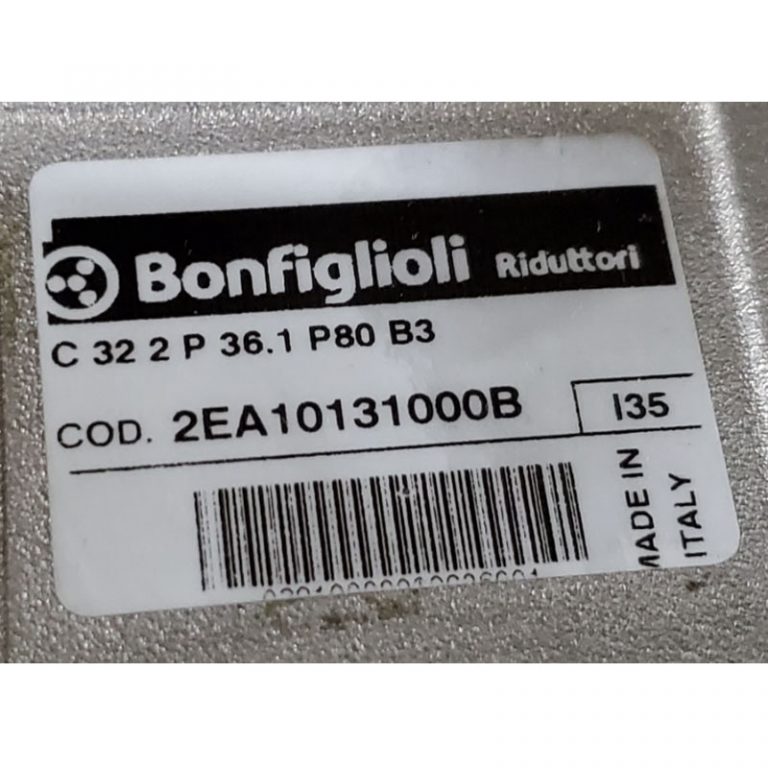 Bonfiglioli Riduttori
C 32 2 P 36.1 P80 B3
COD. 2EA10131000B
I35
MADE IN
ITALY